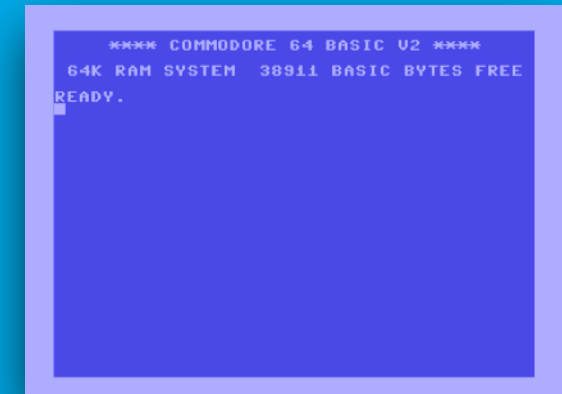 **** COMMODORE 64 BASIC V2 ****
64K RAM SYSTEM  38911 BASIC BYTES FREE
READY.